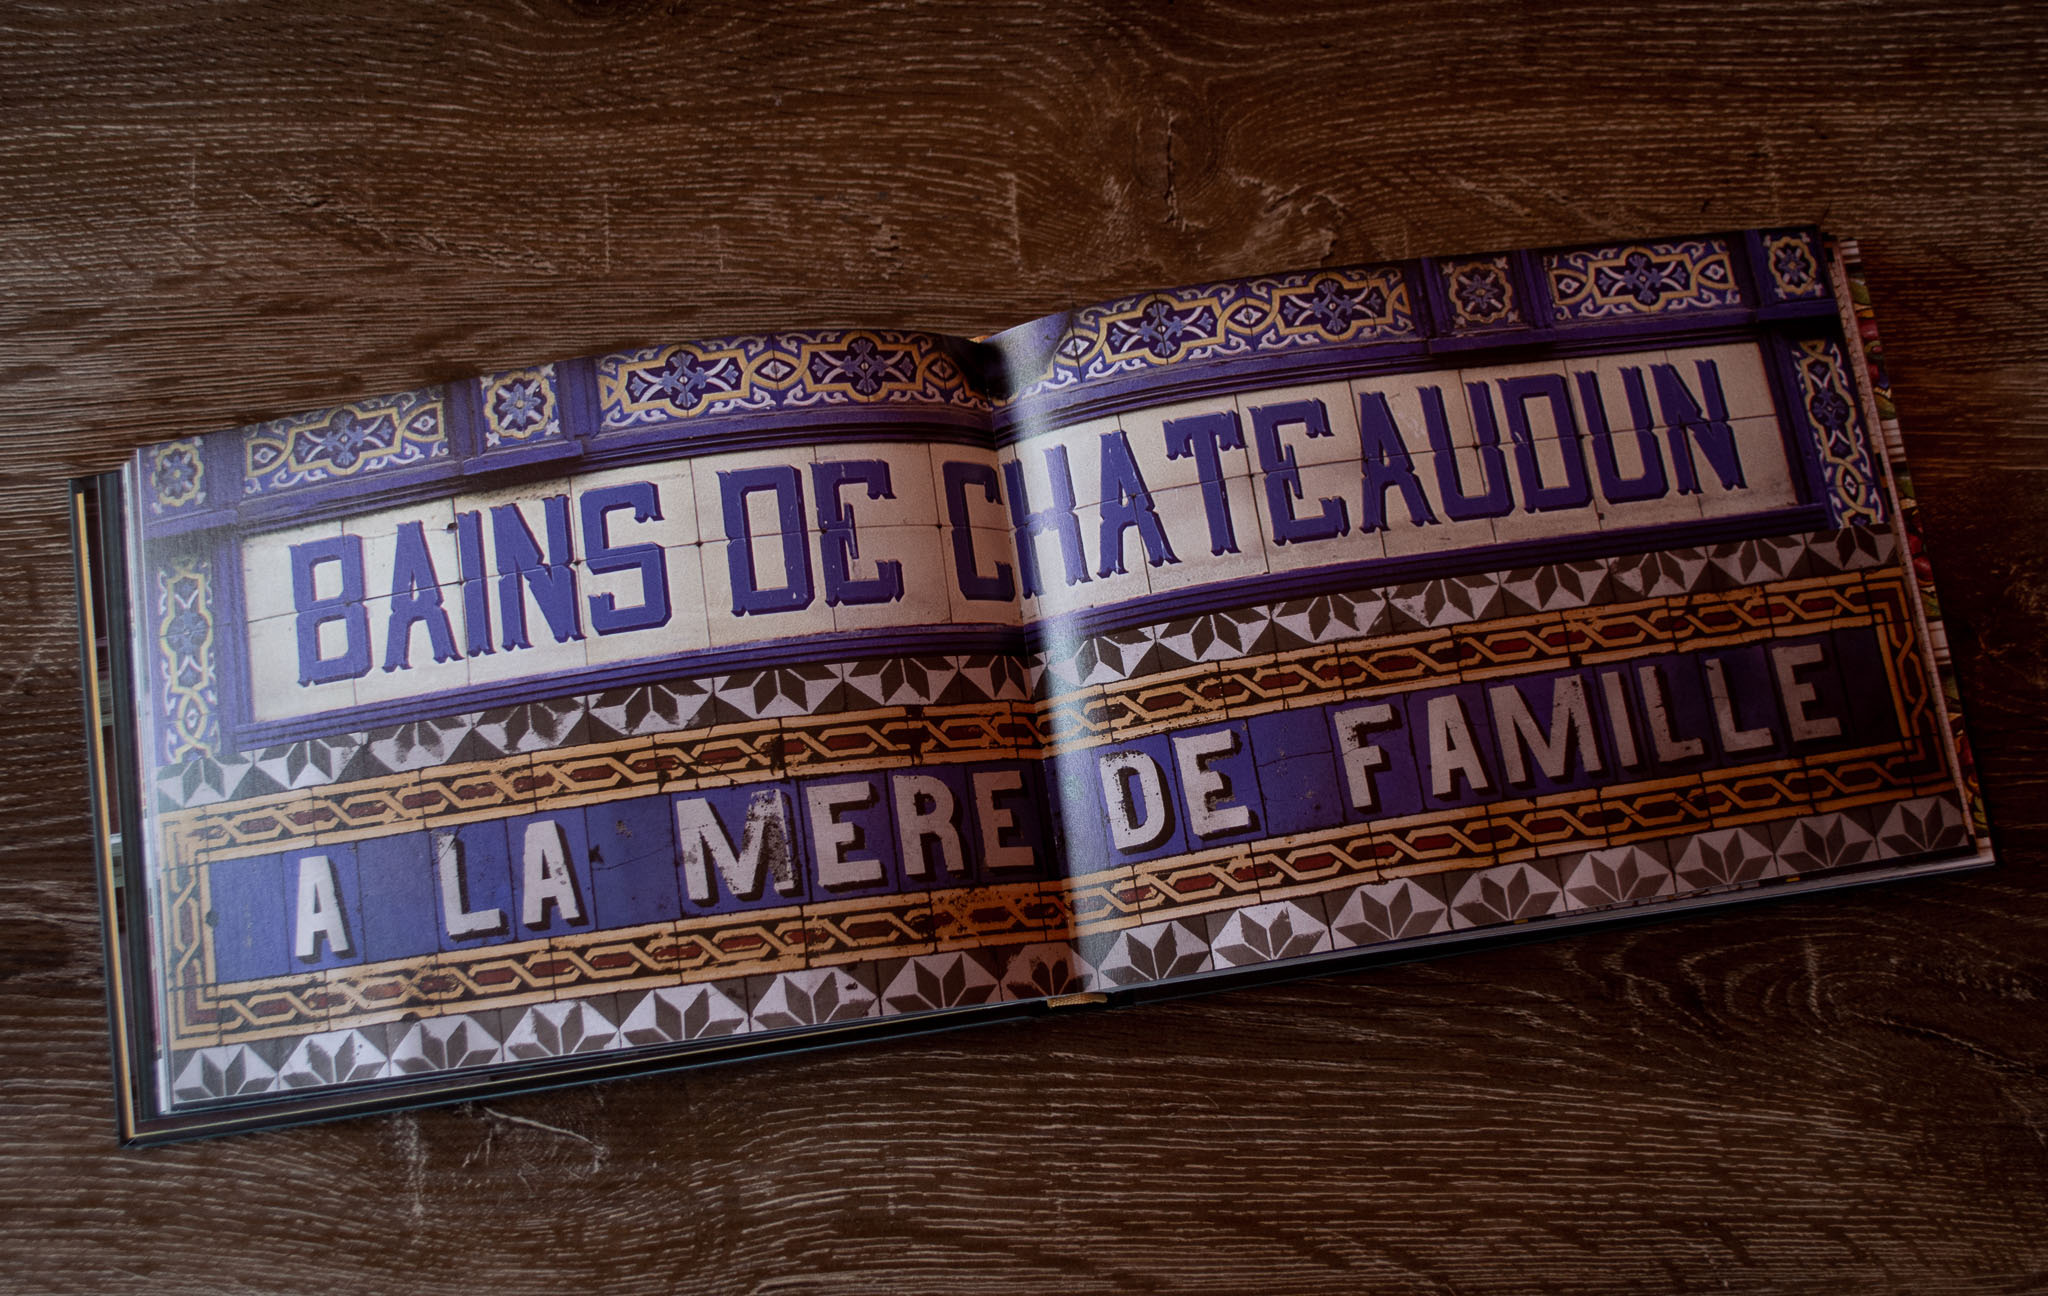 BAINS DE CHATEAUDUN
A LA MERE DE FAMILLE